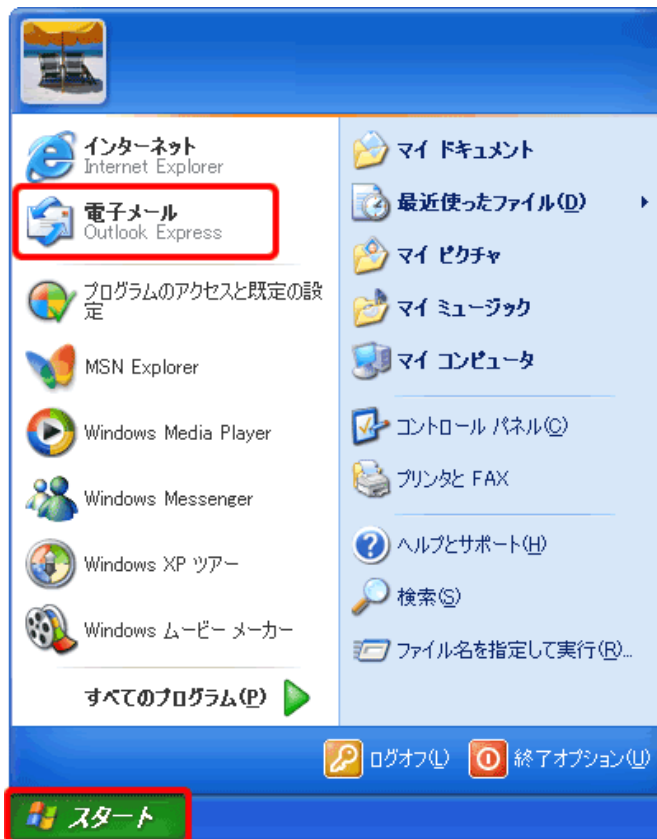 インターネット
Internet Explorer
電子メール
Outlook Express
プログラムのアクセスと既定の設
定
MSN Explorer
Windows Media Player
Windows Messenger
Windows XP ツアー
Windows ムービー メーカー
すべてのプログラム(P)
マイ ドキュメント
最近使ったファイル(D)
マイ ピクチャ
マイ ミュージック
マイ コンピュータ
コントロール パネル(C)
プリンタと FAX
ヘルプとサポート(H)
検索(S)
ファイル名を指定して実行(R)...
ログオフ(L)
終了オプション(U)
スタート